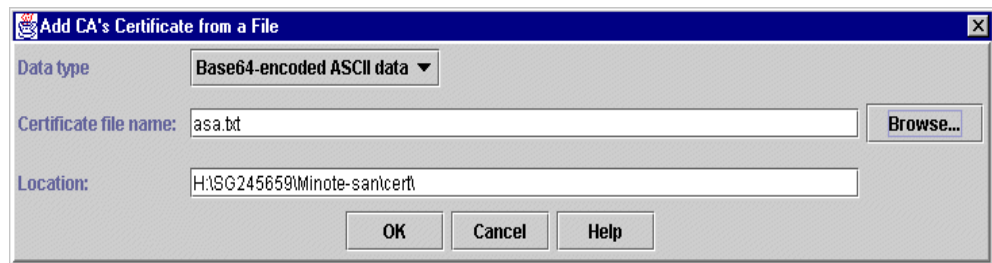 Add CA's Certificate from a File
Data type Base64-encoded ASCII data
Certificate file name: asa.txt Browse...
Location: H:\SG245659\Minote-san\cert\
OK Cancel Help